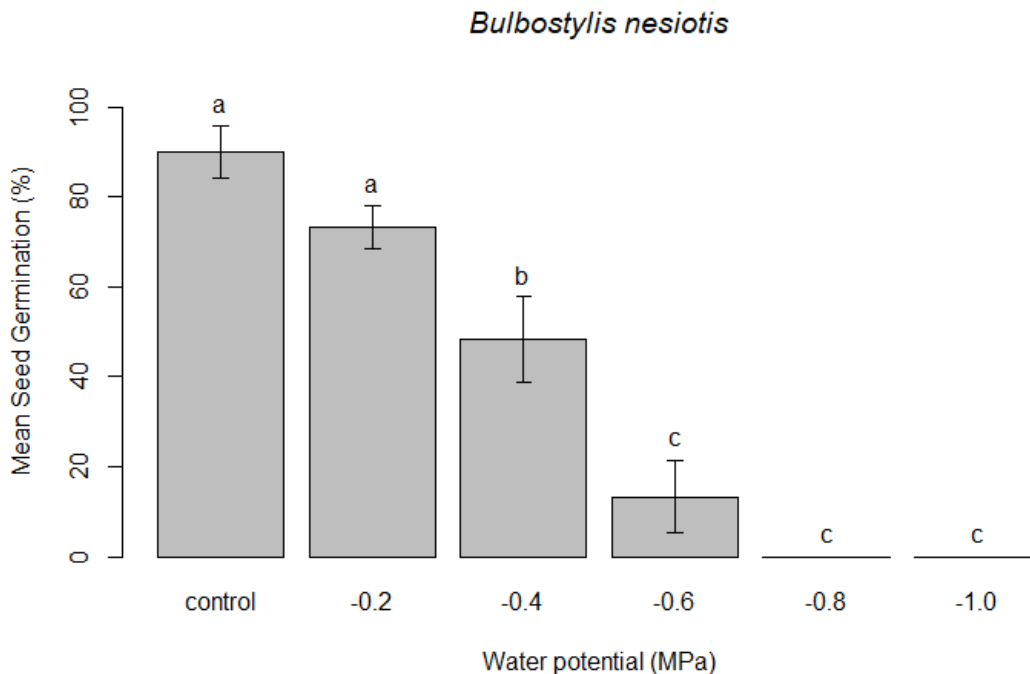 Bulbostylis nesiotis
Mean Seed Germination (%)
100
80
60
40
20
0
a
a
b
c
c
c
control
-0.2
-0.4
-0.6
-0.8
-1.0
Water potential (MPa)